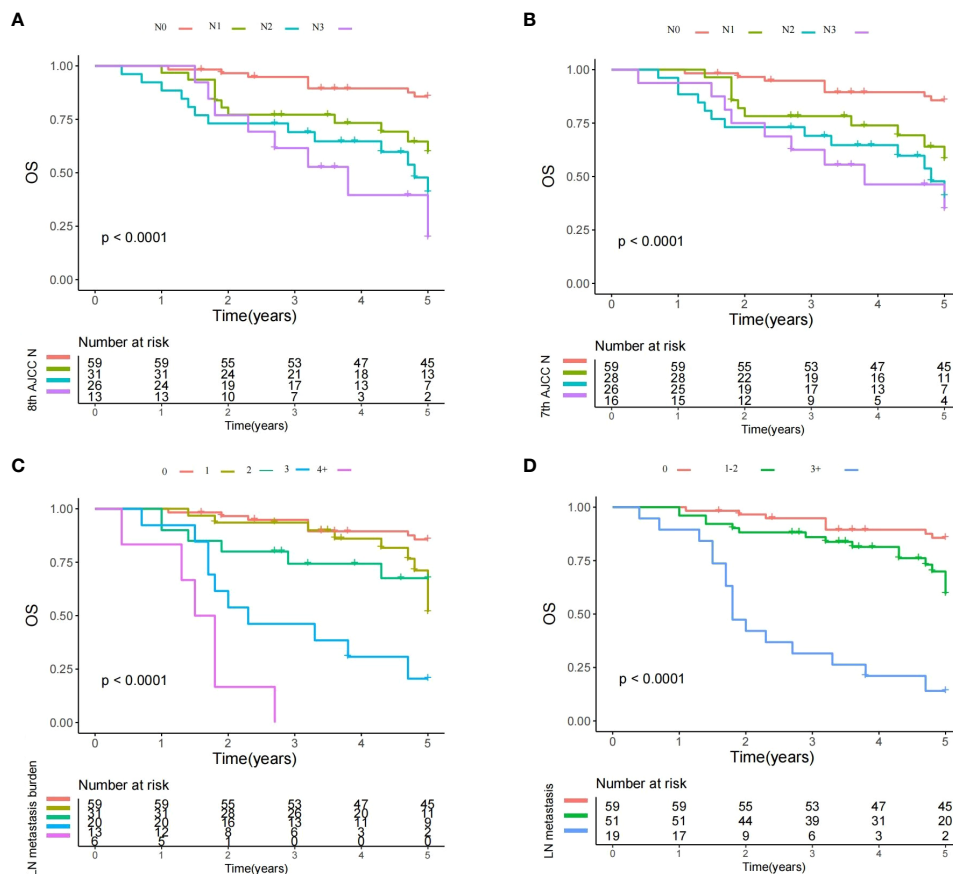 A
N0 N1 N2 N3
1.00
0.75
0.50
0.25
0.00
OS
p < 0.0001
0 1 2 3 4 5
Time(years)
Number at risk
8th AJCC N
59 59 55 53 47 45
31 31 24 21 18 13
26 24 19 17 13 7
13 13 10 7 3 2
0 1 2 3 4 5
Time(years)
B
N0 N1 N2 N3
1.00
0.75
0.50
0.25
0.00
OS
p < 0.0001
0 1 2 3 4 5
Time(years)
Number at risk
7th AJCC N
59 59 55 53 47 45
28 28 22 19 16 11
26 25 19 17 13 7
16 15 12 9 5 4
0 1 2 3 4 5
Time(years)
C
0 1 2 3 4+
1.00
0.75
0.50
0.25
0.00
OS
p < 0.0001
0 1 2 3 4 5
Time(years)
Number at risk
LN metastasis burden
59 59 55 53 47 45
31 31 28 26 20 11
20 20 16 13 11 9
13 12 8 6 3 2
6 5 1 0 0 0
0 1 2 3 4 5
Time(years)
D
0 1-2 3+
1.00
0.75
0.50
0.25
0.00
OS
p < 0.0001
0 1 2 3 4 5
Time(years)
Number at risk
LN metastasis
59 59 55 53 47 45
51 51 44 39 31 20
19 17 9 6 3 2
0 1 2 3 4 5
Time(years)